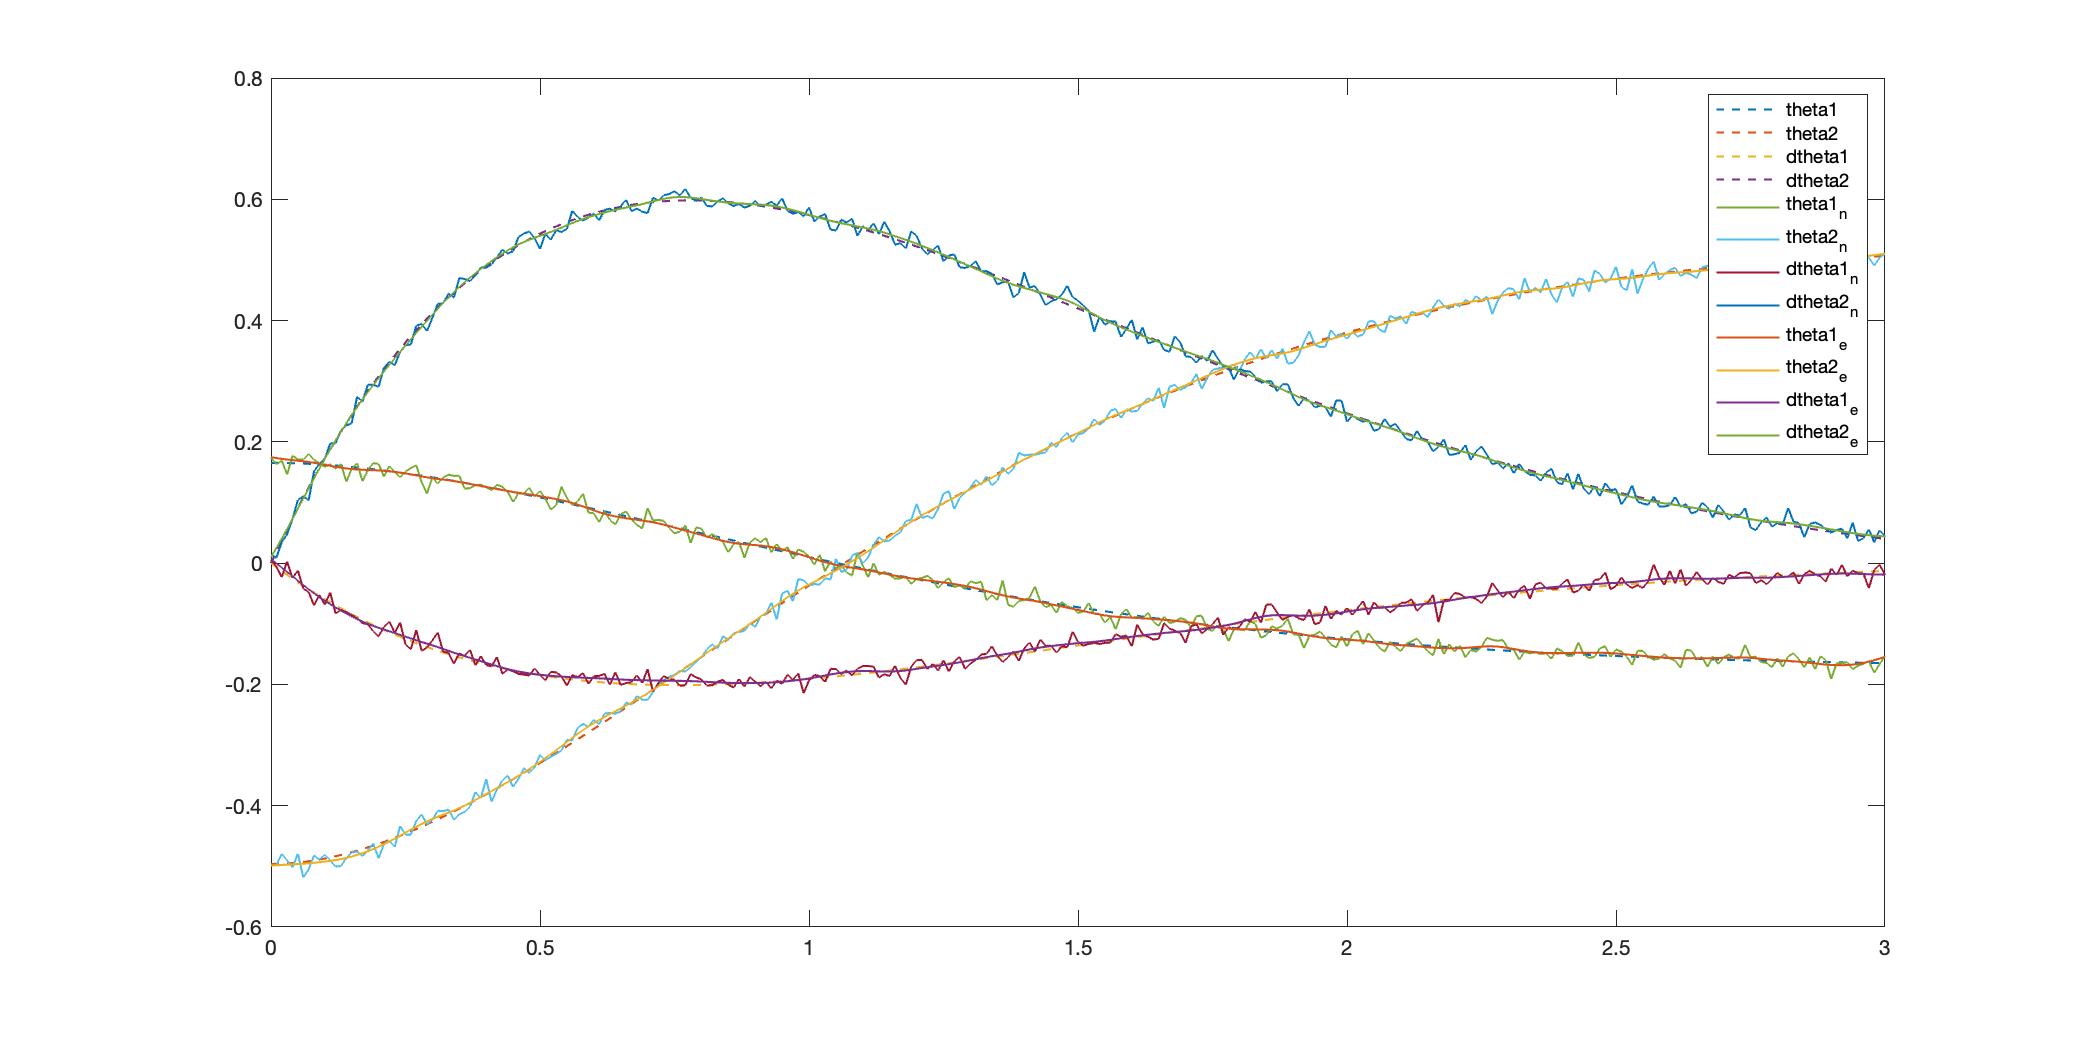 0.8
0.6
0.4
0.2
0
-0.2
-0.4
-0.6
0
0.5
1
1.5
2
2.5
3
theta1
theta2
dtheta1
dtheta2
theta1n
theta2n
dtheta1n
dtheta2n
theta1e
theta2e
dtheta1e
dtheta2e